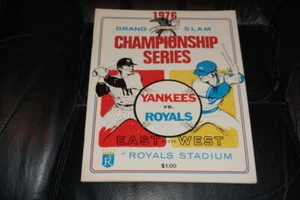 1976
GRAND SLAM
CHAMPIONSHIP
SERIES
YANKEES
VS.
ROYALS
EAST WEST
ROYALS STADIUM
$1.00